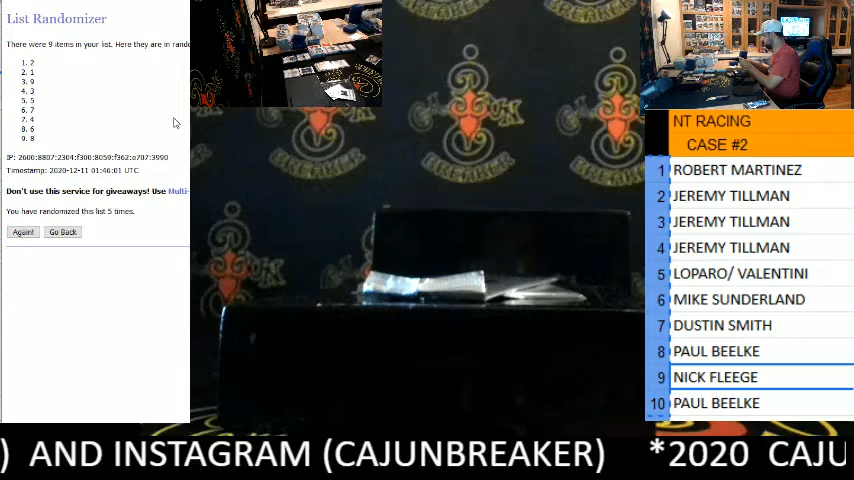 List Randomizer
There were 9 items in your list. Here they are in rando
1. 2
2. 1
3. 9
4. 3
5. 5
6. 7
7. 4
8. 6
9. 8
IP: 2600:8807:2304:f300:8059:f362:e707:3990
Timestamp: 2020-12-11 01:46:01 UTC
Don't use this service for giveaways! Use Multi-
You have randomized this list 5 times.
Again! Go Back
CAJUN
BREAKER
CAJUN
BREAKER
NT RACING
CASE #2
1 ROBERT MARTINEZ
2 JEREMY TILLMAN
3 JEREMY TILLMAN
4 JEREMY TILLMAN
5 LOPARO/ VALENTINI
6 MIKE SUNDERLAND
7 DUSTIN SMITH
8 PAUL BEELKE
9 NICK FLEEGE
10 PAUL BEELKE
) AND INSTAGRAM (CAJUNBREAKER) *2020 CAJU